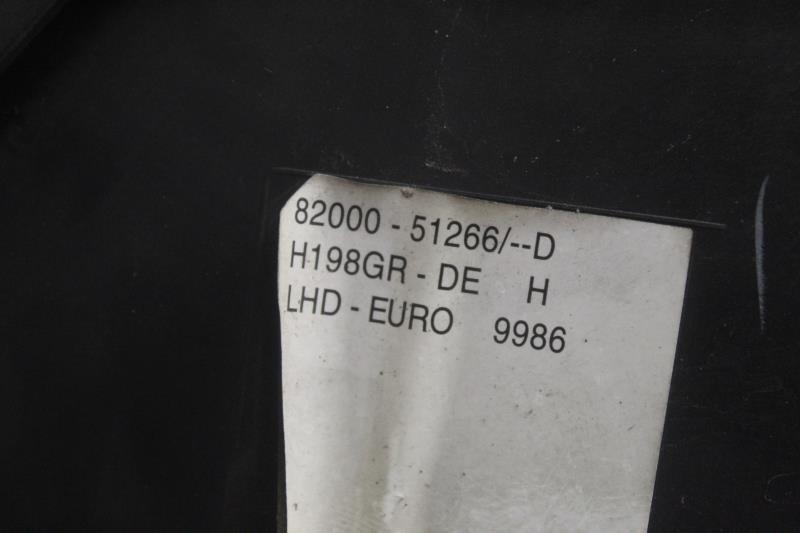 82000 - 51266/--D
H198GR - DE H
LHD - EURO 9986